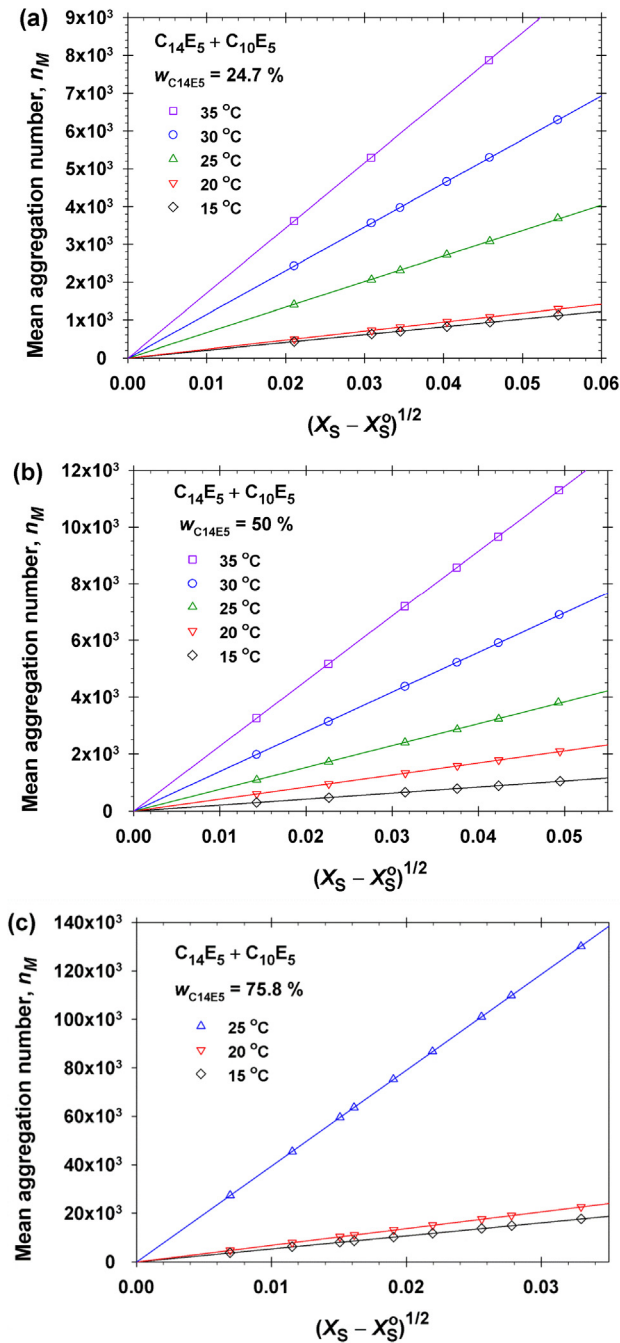 (a)
9x10³
8x10³
7x10³
6x10³
5x10³
4x10³
3x10³
2x10³
1x10³
0
Mean aggregation number, n_M
C₁₄E₅ + C₁₀E₅
w_C14E5 = 24.7 %
35 °C
30 °C
25 °C
20 °C
15 °C
0.00 0.01 0.02 0.03 0.04 0.05 0.06
(X_S – X_S^o)^1/2
(b)
12x10³
10x10³
8x10³
6x10³
4x10³
2x10³
0
Mean aggregation number, n_M
C₁₄E₅ + C₁₀E₅
w_C14E5 = 50 %
35 °C
30 °C
25 °C
20 °C
15 °C
0.00 0.01 0.02 0.03 0.04 0.05
(X_S – X_S^o)^1/2
(c)
140x10³
120x10³
100x10³
80x10³
60x10³
40x10³
20x10³
0
Mean aggregation number, n_M
C₁₄E₅ + C₁₀E₅
w_C14E5 = 75.8 %
25 °C
20 °C
15 °C
0.00 0.01 0.02 0.03
(X_S – X_S^o)^1/2